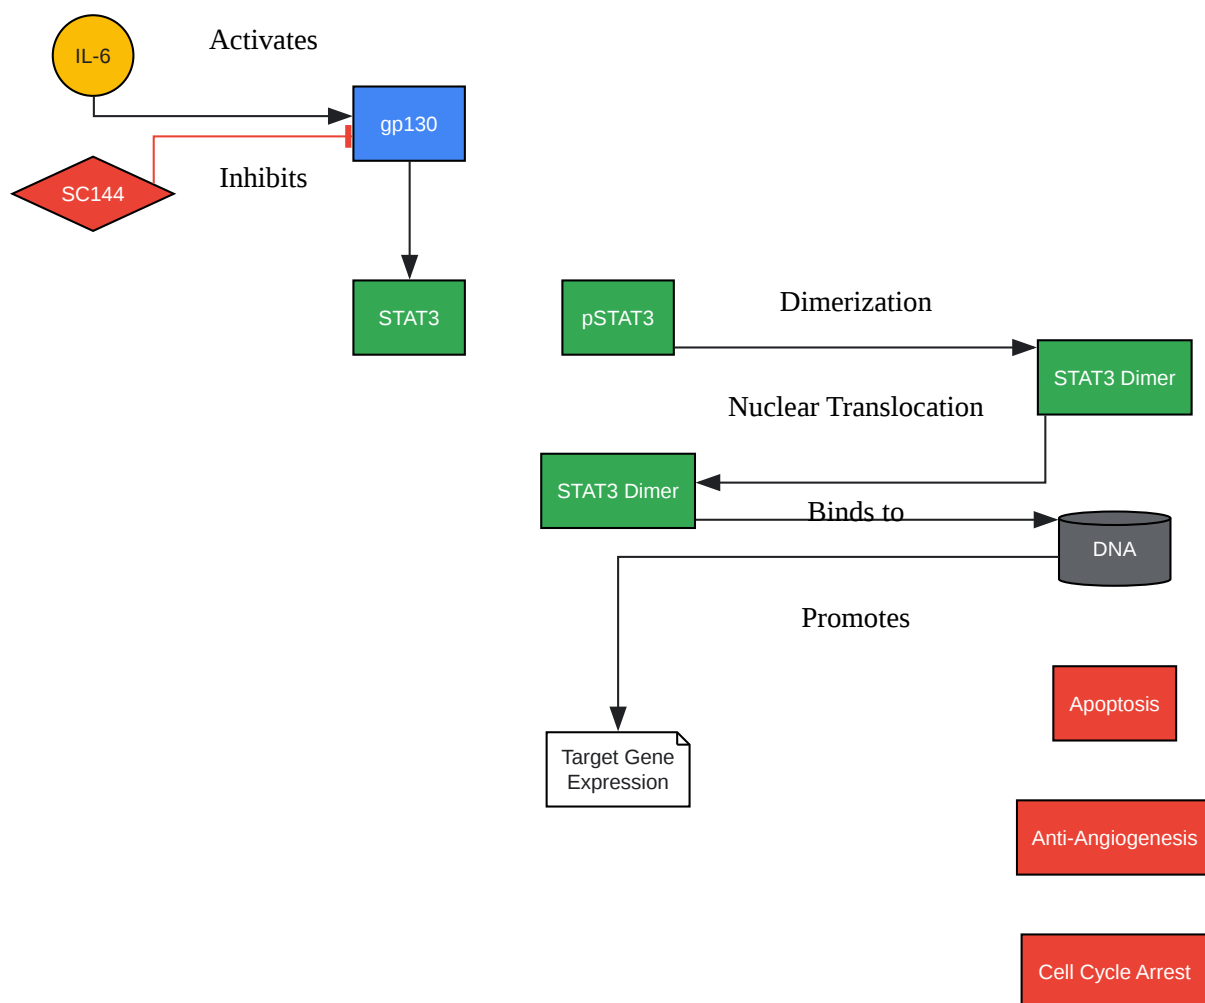 IL-6
Activates
gp130
SC144
Inhibits
STAT3
pSTAT3
Dimerization
STAT3 Dimer
Nuclear Translocation
STAT3 Dimer
Binds to
DNA
Promotes
Apoptosis
Target Gene
Expression
Anti-Angiogenesis
Cell Cycle Arrest